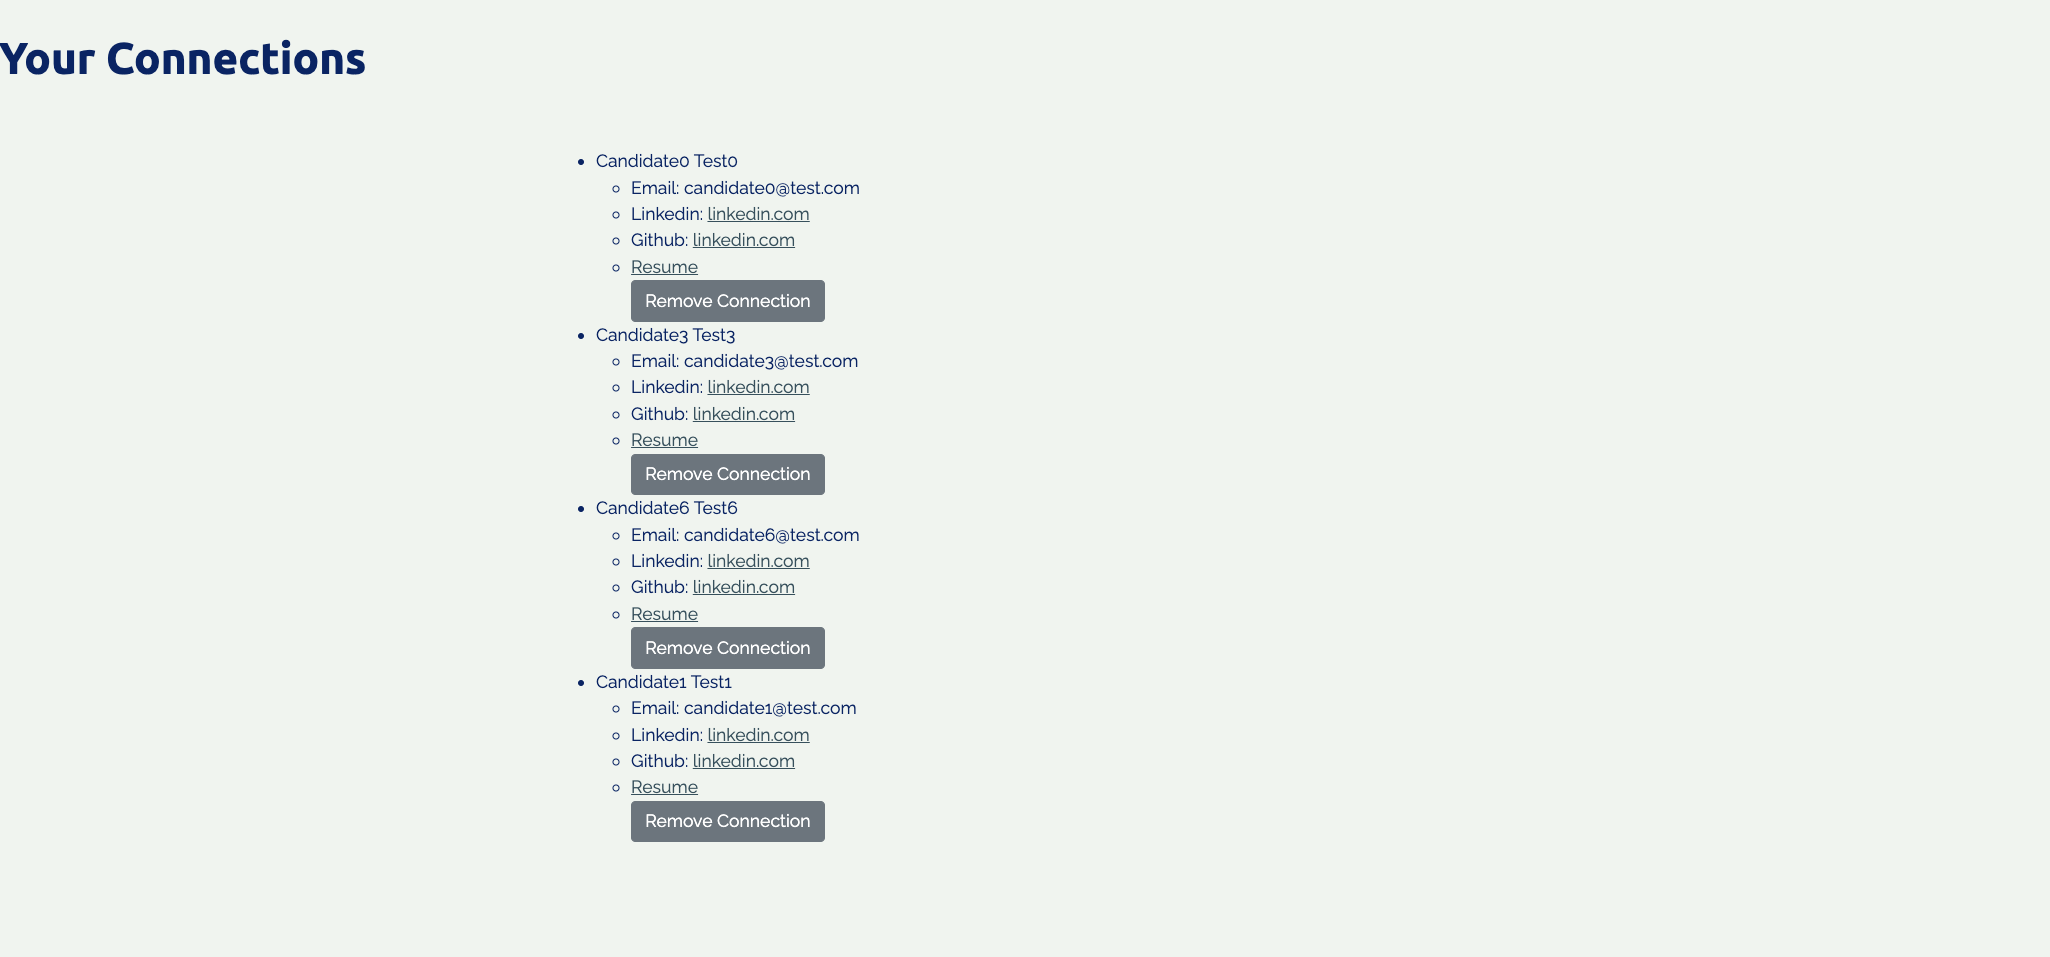 Your Connections
Candidate0 Test0
Email: candidate0@test.com
Linkedin: linkedin.com
Github: linkedin.com
Resume
Remove Connection
Candidate3 Test3
Email: candidate3@test.com
Linkedin: linkedin.com
Github: linkedin.com
Resume
Remove Connection
Candidate6 Test6
Email: candidate6@test.com
Linkedin: linkedin.com
Github: linkedin.com
Resume
Remove Connection
Candidate1 Test1
Email: candidate1@test.com
Linkedin: linkedin.com
Github: linkedin.com
Resume
Remove Connection